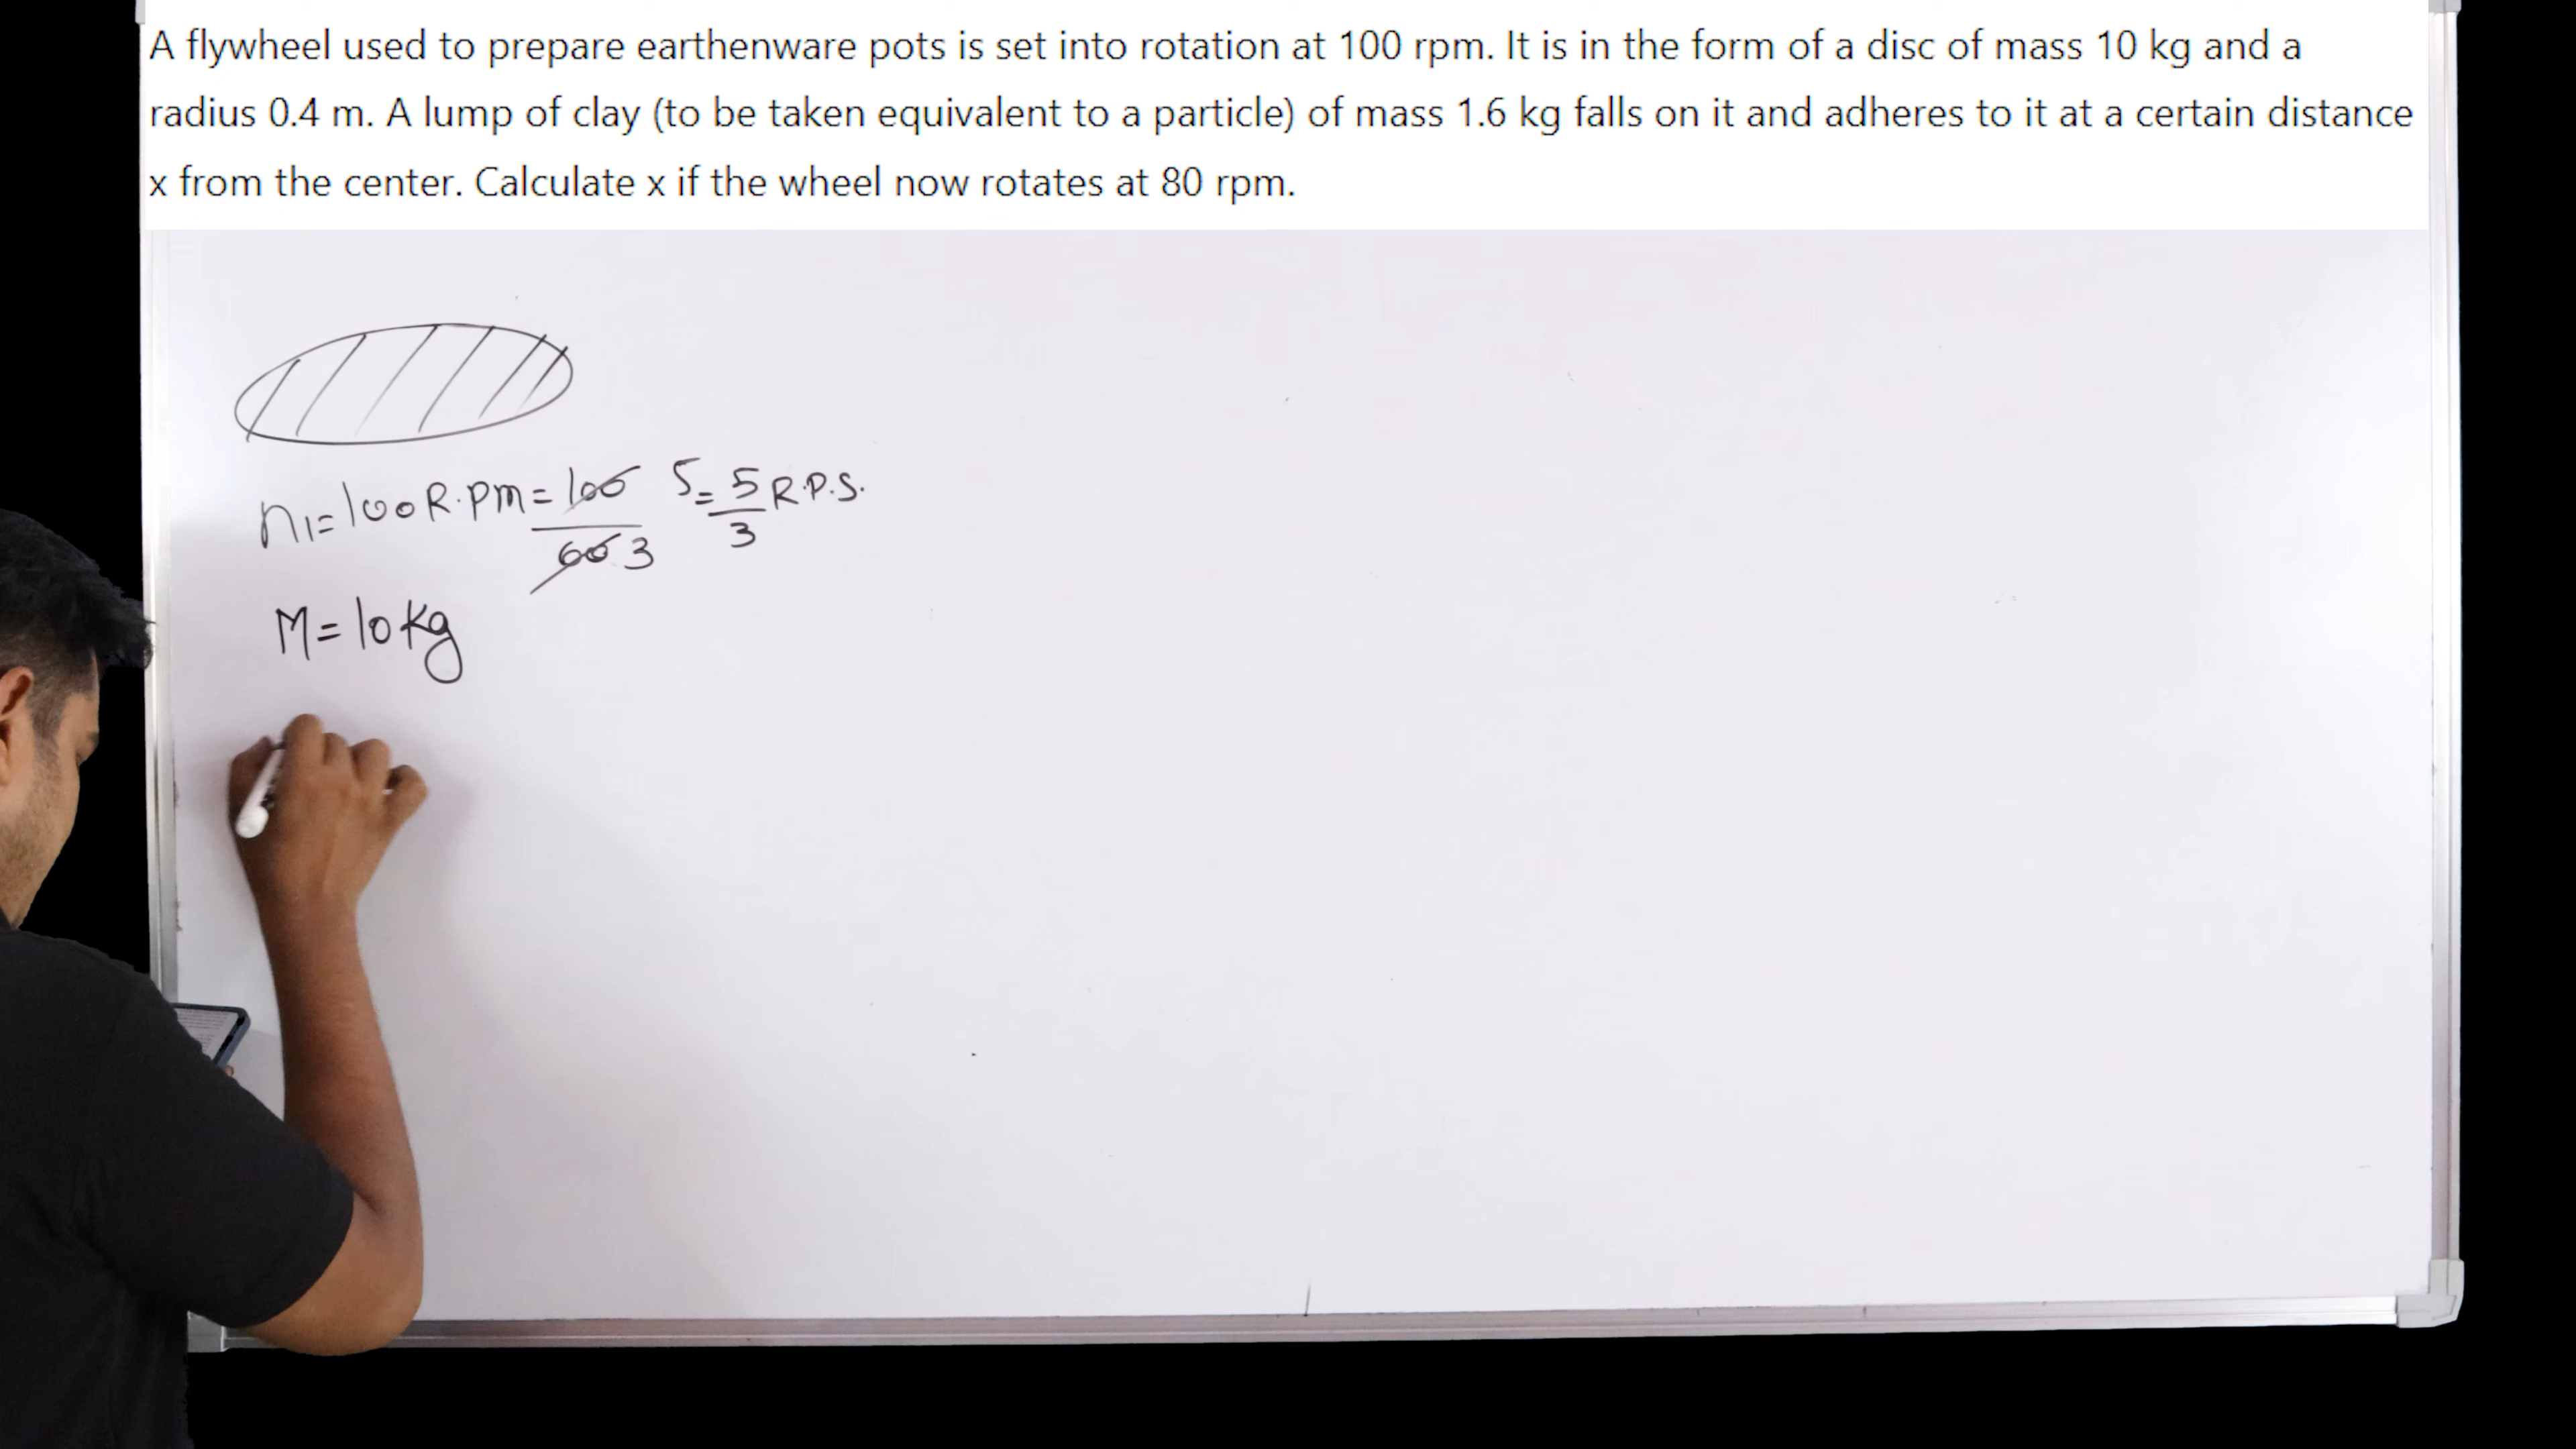 A flywheel used to prepare earthenware pots is set into rotation at 100 rpm. It is in the form of a disc of mass 10 kg and a
radius 0.4 m. A lump of clay (to be taken equivalent to a particle) of mass 1.6 kg falls on it and adheres to it at a certain distance
x from the center. Calculate x if the wheel now rotates at 80 rpm.
n1=100R.Pm=100/60 5/3=5/3 R.P.S.
M=10kg